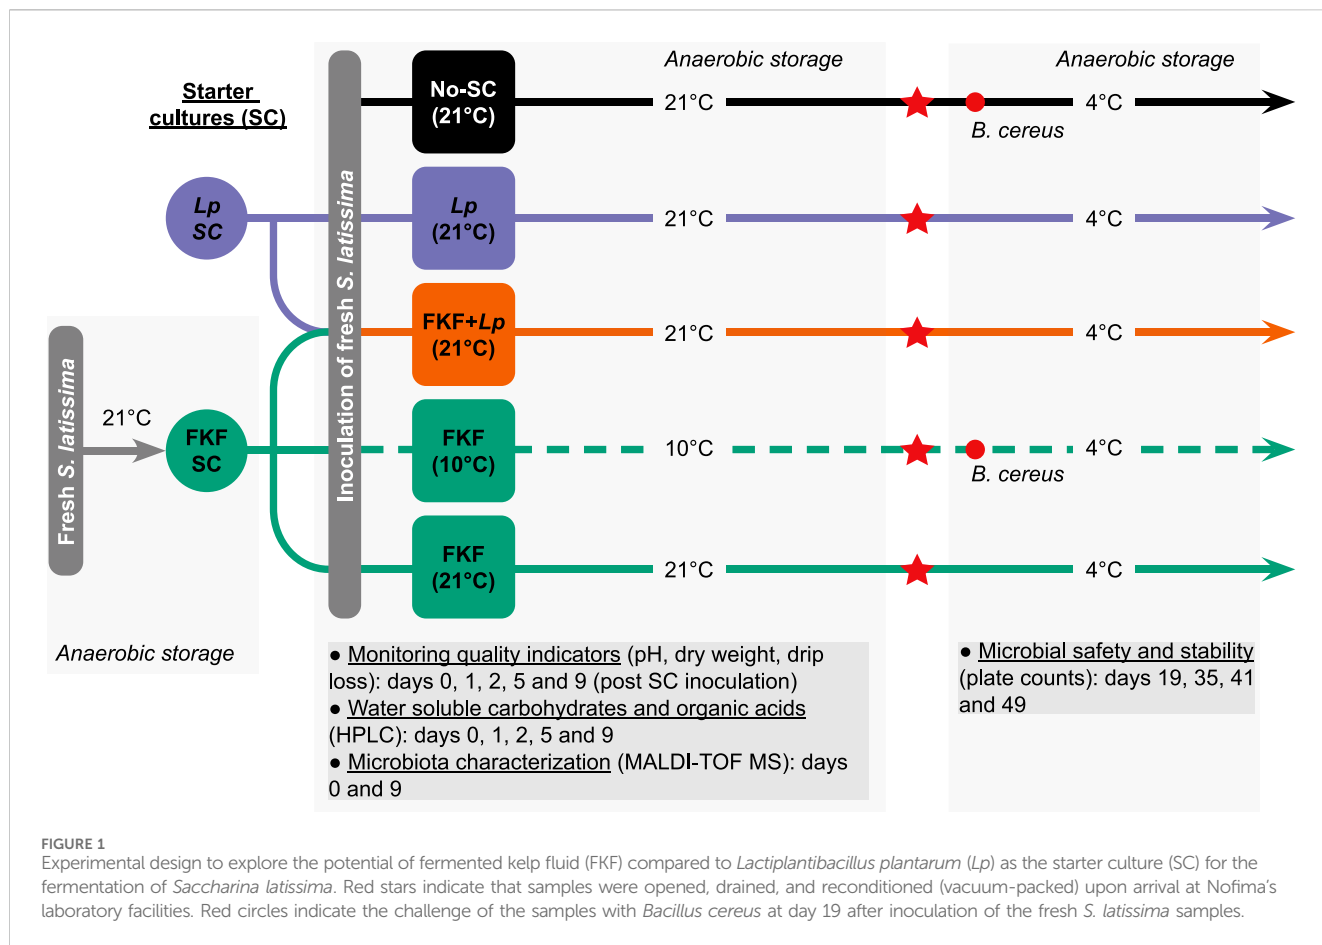 Anaerobic storage
Anaerobic storage
Starter
cultures (SC)
No-SC
(21°C)
21°C
4°C
B. cereus
Lp
SC
Lp
(21°C)
21°C
4°C
Inoculation of fresh S. latissima
FKF+Lp
(21°C)
21°C
4°C
Fresh S. latissima
21°C
FKF
SC
FKF
(10°C)
10°C
4°C
B. cereus
FKF
(21°C)
21°C
4°C
Anaerobic storage
● Monitoring quality indicators (pH, dry weight, drip
loss): days 0, 1, 2, 5 and 9 (post SC inoculation)
● Water soluble carbohydrates and organic acids
(HPLC): days 0, 1, 2, 5 and 9
● Microbiota characterization (MALDI-TOF MS): days
0 and 9
● Microbial safety and stability
(plate counts): days 19, 35, 41
and 49
FIGURE 1
Experimental design to explore the potential of fermented kelp fluid (FKF) compared to Lactiplantibacillus plantarum (Lp) as the starter culture (SC) for the
fermentation of Saccharina latissima. Red stars indicate that samples were opened, drained, and reconditioned (vacuum-packed) upon arrival at Nofima's
laboratory facilities. Red circles indicate the challenge of the samples with Bacillus cereus at day 19 after inoculation of the fresh S. latissima samples.